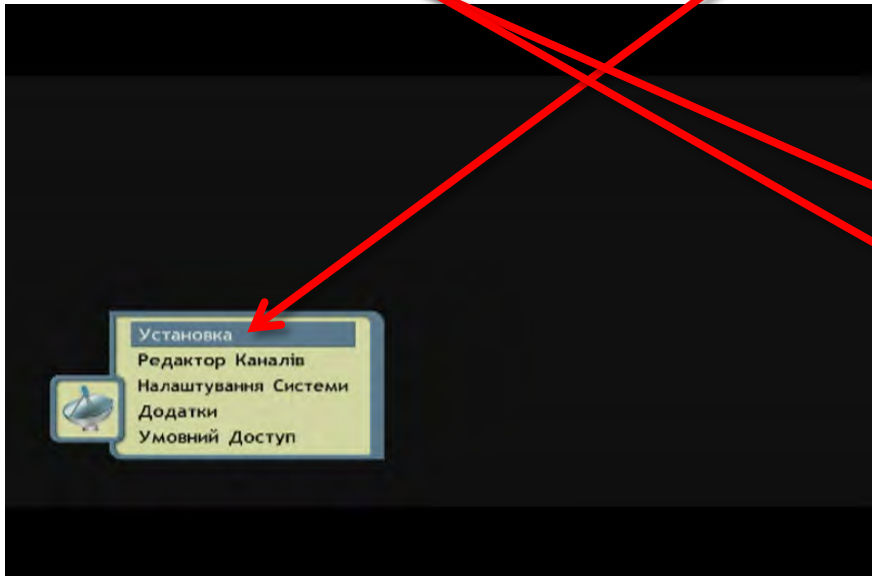 Установка
Редактор Каналів
Налаштування Системи
Додатки
Умовний Доступ